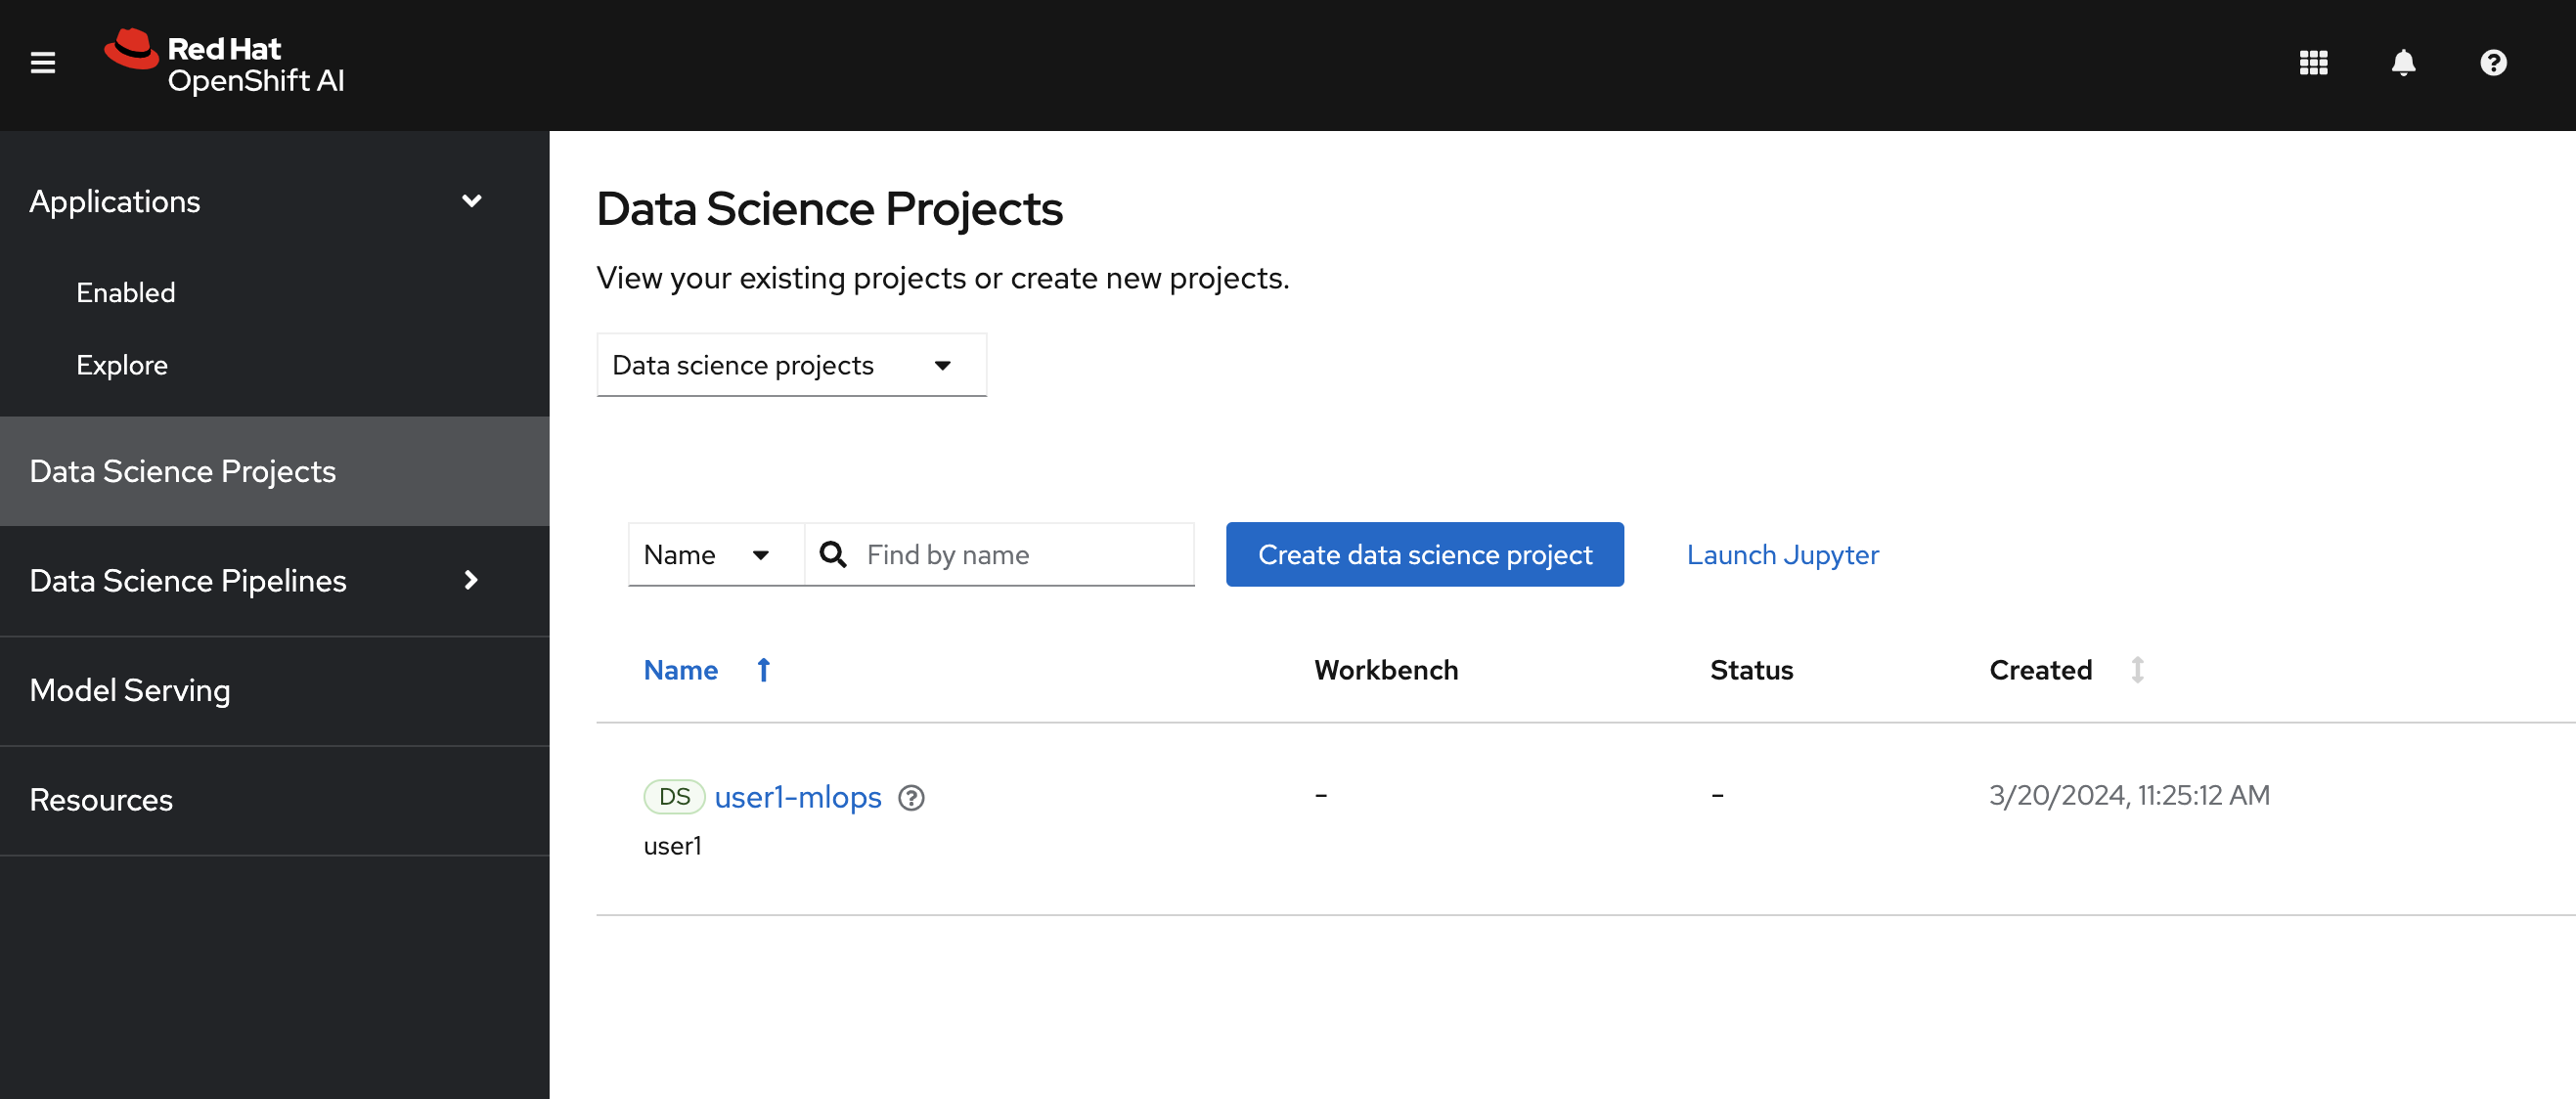 Red Hat
OpenShift AI
Applications
Enabled
Explore
Data Science Projects
Data Science Pipelines
Model Serving
Resources
Data Science Projects
View your existing projects or create new projects.
Data science projects
Name Find by name Create data science project Launch Jupyter
Name Workbench Status Created
DS user1-mlops - - 3/20/2024, 11:25:12 AM
user1